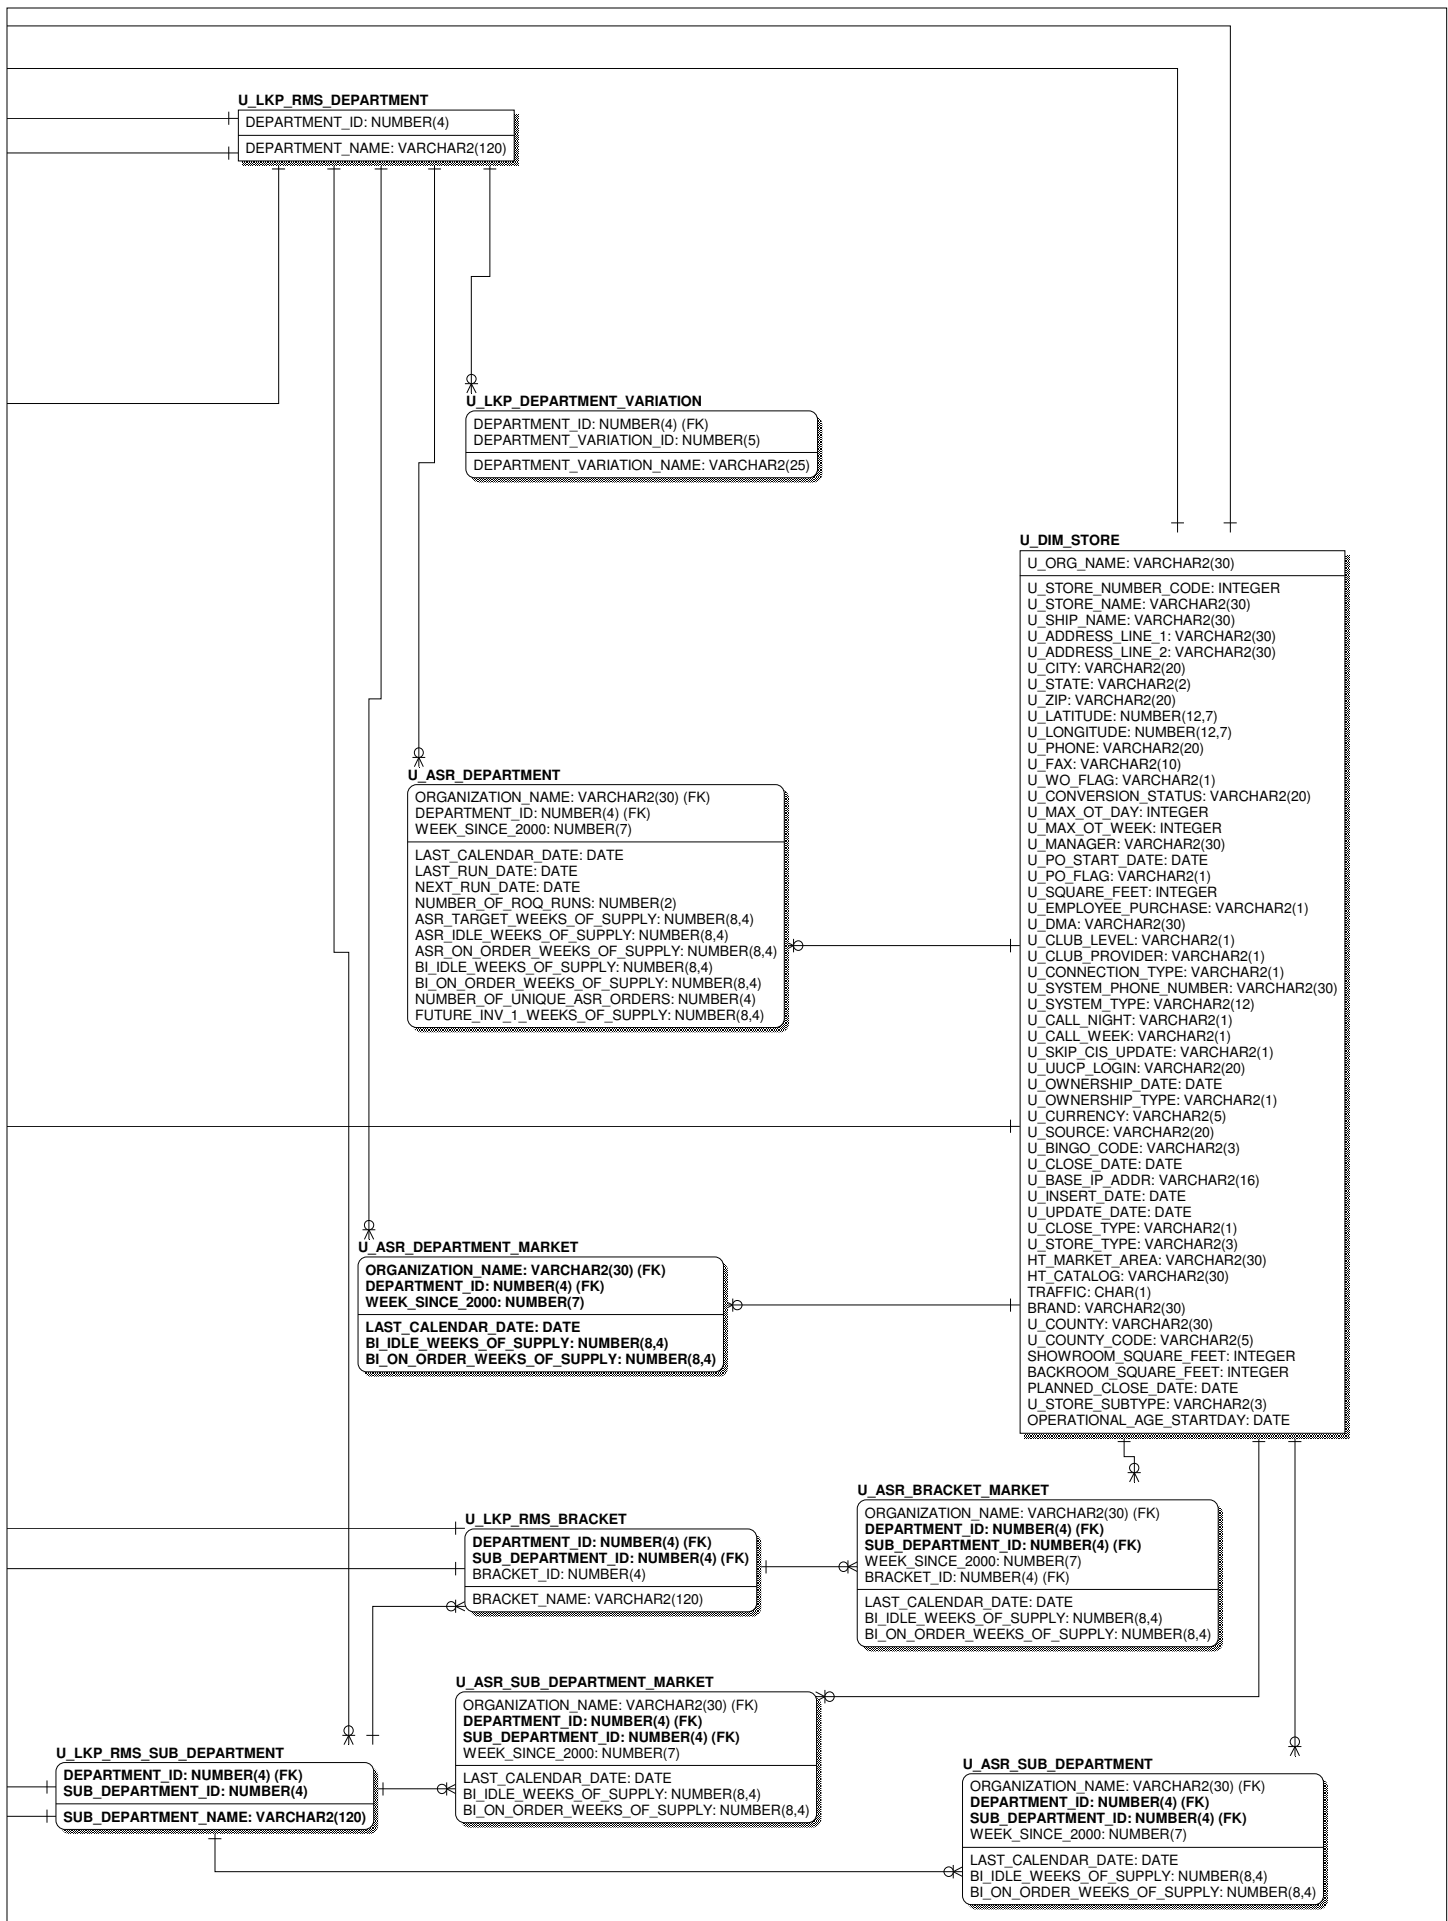 U_LKP_RMS_DEPARTMENT
DEPARTMENT_ID: NUMBER(4)
DEPARTMENT_NAME: VARCHAR2(120)
U_LKP_DEPARTMENT_VARIATION
DEPARTMENT_ID: NUMBER(4) (FK)
DEPARTMENT_VARIATION_ID: NUMBER(5)
DEPARTMENT_VARIATION_NAME: VARCHAR2(25)
U_DIM_STORE
U_ORG_NAME: VARCHAR2(30)
U_STORE_NUMBER_CODE: INTEGER
U_STORE_NAME: VARCHAR2(30)
U_SHIP_NAME: VARCHAR2(30)
U_ADDRESS_LINE_1: VARCHAR2(30)
U_ADDRESS_LINE_2: VARCHAR2(30)
U_CITY: VARCHAR2(20)
U_STATE: VARCHAR2(2)
U_ZIP: VARCHAR2(20)
U_LATITUDE: NUMBER(12,7)
U_LONGITUDE: NUMBER(12,7)
U_PHONE: VARCHAR2(20)
U_FAX: VARCHAR2(10)
U_WO_FLAG: VARCHAR2(1)
U_CONVERSION_STATUS: VARCHAR2(20)
U_MAX_OT_DAY: INTEGER
U_MAX_OT_WEEK: INTEGER
U_MANAGER: VARCHAR2(30)
U_PO_START_DATE: DATE
U_PO_FLAG: VARCHAR2(1)
U_SQUARE_FEET: INTEGER
U_EMPLOYEE_PURCHASE: VARCHAR2(1)
U_DMA: VARCHAR2(30)
U_CLUB_LEVEL: VARCHAR2(1)
U_CLUB_PROVIDER: VARCHAR2(1)
U_CONNECTION_TYPE: VARCHAR2(1)
U_SYSTEM_PHONE_NUMBER: VARCHAR2(30)
U_SYSTEM_TYPE: VARCHAR2(12)
U_CALL_NIGHT: VARCHAR2(1)
U_CALL_WEEK: VARCHAR2(1)
U_SKIP_CIS_UPDATE: VARCHAR2(1)
U_UUCP_LOGIN: VARCHAR2(20)
U_OWNERSHIP_DATE: DATE
U_OWNERSHIP_TYPE: VARCHAR2(1)
U_CURRENCY: VARCHAR2(5)
U_SOURCE: VARCHAR2(20)
U_BINGO_CODE: VARCHAR2(3)
U_CLOSE_DATE: DATE
U_BASE_IP_ADDR: VARCHAR2(16)
U_INSERT_DATE: DATE
U_UPDATE_DATE: DATE
U_CLOSE_TYPE: VARCHAR2(1)
U_STORE_TYPE: VARCHAR2(3)
HT_MARKET_AREA: VARCHAR2(30)
HT_CATALOG: VARCHAR2(30)
TRAFFIC: CHAR(1)
BRAND: VARCHAR2(30)
U_COUNTY: VARCHAR2(30)
U_COUNTY_CODE: VARCHAR2(5)
SHOWROOM_SQUARE_FEET: INTEGER
BACKROOM_SQUARE_FEET: INTEGER
PLANNED_CLOSE_DATE: DATE
U_STORE_SUBTYPE: VARCHAR2(3)
OPERATIONAL_AGE_STARTDAY: DATE
U_ASR_DEPARTMENT
ORGANIZATION_NAME: VARCHAR2(30) (FK)
DEPARTMENT_ID: NUMBER(4) (FK)
WEEK_SINCE_2000: NUMBER(7)
LAST_CALENDAR_DATE: DATE
LAST_RUN_DATE: DATE
NEXT_RUN_DATE: DATE
NUMBER_OF_ROQ_RUNS: NUMBER(2)
ASR_TARGET_WEEKS_OF_SUPPLY: NUMBER(8,4)
ASR_IDLE_WEEKS_OF_SUPPLY: NUMBER(8,4)
ASR_ON_ORDER_WEEKS_OF_SUPPLY: NUMBER(8,4)
BI_IDLE_WEEKS_OF_SUPPLY: NUMBER(8,4)
BI_ON_ORDER_WEEKS_OF_SUPPLY: NUMBER(8,4)
NUMBER_OF_UNIQUE_ASR_ORDERS: NUMBER(4)
FUTURE_INV_1_WEEKS_OF_SUPPLY: NUMBER(8,4)
U_ASR_DEPARTMENT_MARKET
ORGANIZATION_NAME: VARCHAR2(30) (FK)
DEPARTMENT_ID: NUMBER(4) (FK)
WEEK_SINCE_2000: NUMBER(7)
LAST_CALENDAR_DATE: DATE
BI_IDLE_WEEKS_OF_SUPPLY: NUMBER(8,4)
BI_ON_ORDER_WEEKS_OF_SUPPLY: NUMBER(8,4)
U_ASR_BRACKET_MARKET
ORGANIZATION_NAME: VARCHAR2(30) (FK)
DEPARTMENT_ID: NUMBER(4) (FK)
SUB_DEPARTMENT_ID: NUMBER(4) (FK)
WEEK_SINCE_2000: NUMBER(7)
BRACKET_ID: NUMBER(4) (FK)
LAST_CALENDAR_DATE: DATE
BI_IDLE_WEEKS_OF_SUPPLY: NUMBER(8,4)
BI_ON_ORDER_WEEKS_OF_SUPPLY: NUMBER(8,4)
U_LKP_RMS_BRACKET
DEPARTMENT_ID: NUMBER(4) (FK)
SUB_DEPARTMENT_ID: NUMBER(4) (FK)
BRACKET_ID: NUMBER(4)
BRACKET_NAME: VARCHAR2(120)
U_ASR_SUB_DEPARTMENT_MARKET
ORGANIZATION_NAME: VARCHAR2(30) (FK)
DEPARTMENT_ID: NUMBER(4) (FK)
SUB_DEPARTMENT_ID: NUMBER(4) (FK)
WEEK_SINCE_2000: NUMBER(7)
LAST_CALENDAR_DATE: DATE
BI_IDLE_WEEKS_OF_SUPPLY: NUMBER(8,4)
BI_ON_ORDER_WEEKS_OF_SUPPLY: NUMBER(8,4)
U_LKP_RMS_SUB_DEPARTMENT
DEPARTMENT_ID: NUMBER(4) (FK)
SUB_DEPARTMENT_ID: NUMBER(4)
SUB_DEPARTMENT_NAME: VARCHAR2(120)
U_ASR_SUB_DEPARTMENT
ORGANIZATION_NAME: VARCHAR2(30) (FK)
DEPARTMENT_ID: NUMBER(4) (FK)
SUB_DEPARTMENT_ID: NUMBER(4) (FK)
WEEK_SINCE_2000: NUMBER(7)
LAST_CALENDAR_DATE: DATE
BI_IDLE_WEEKS_OF_SUPPLY: NUMBER(8,4)
BI_ON_ORDER_WEEKS_OF_SUPPLY: NUMBER(8,4)